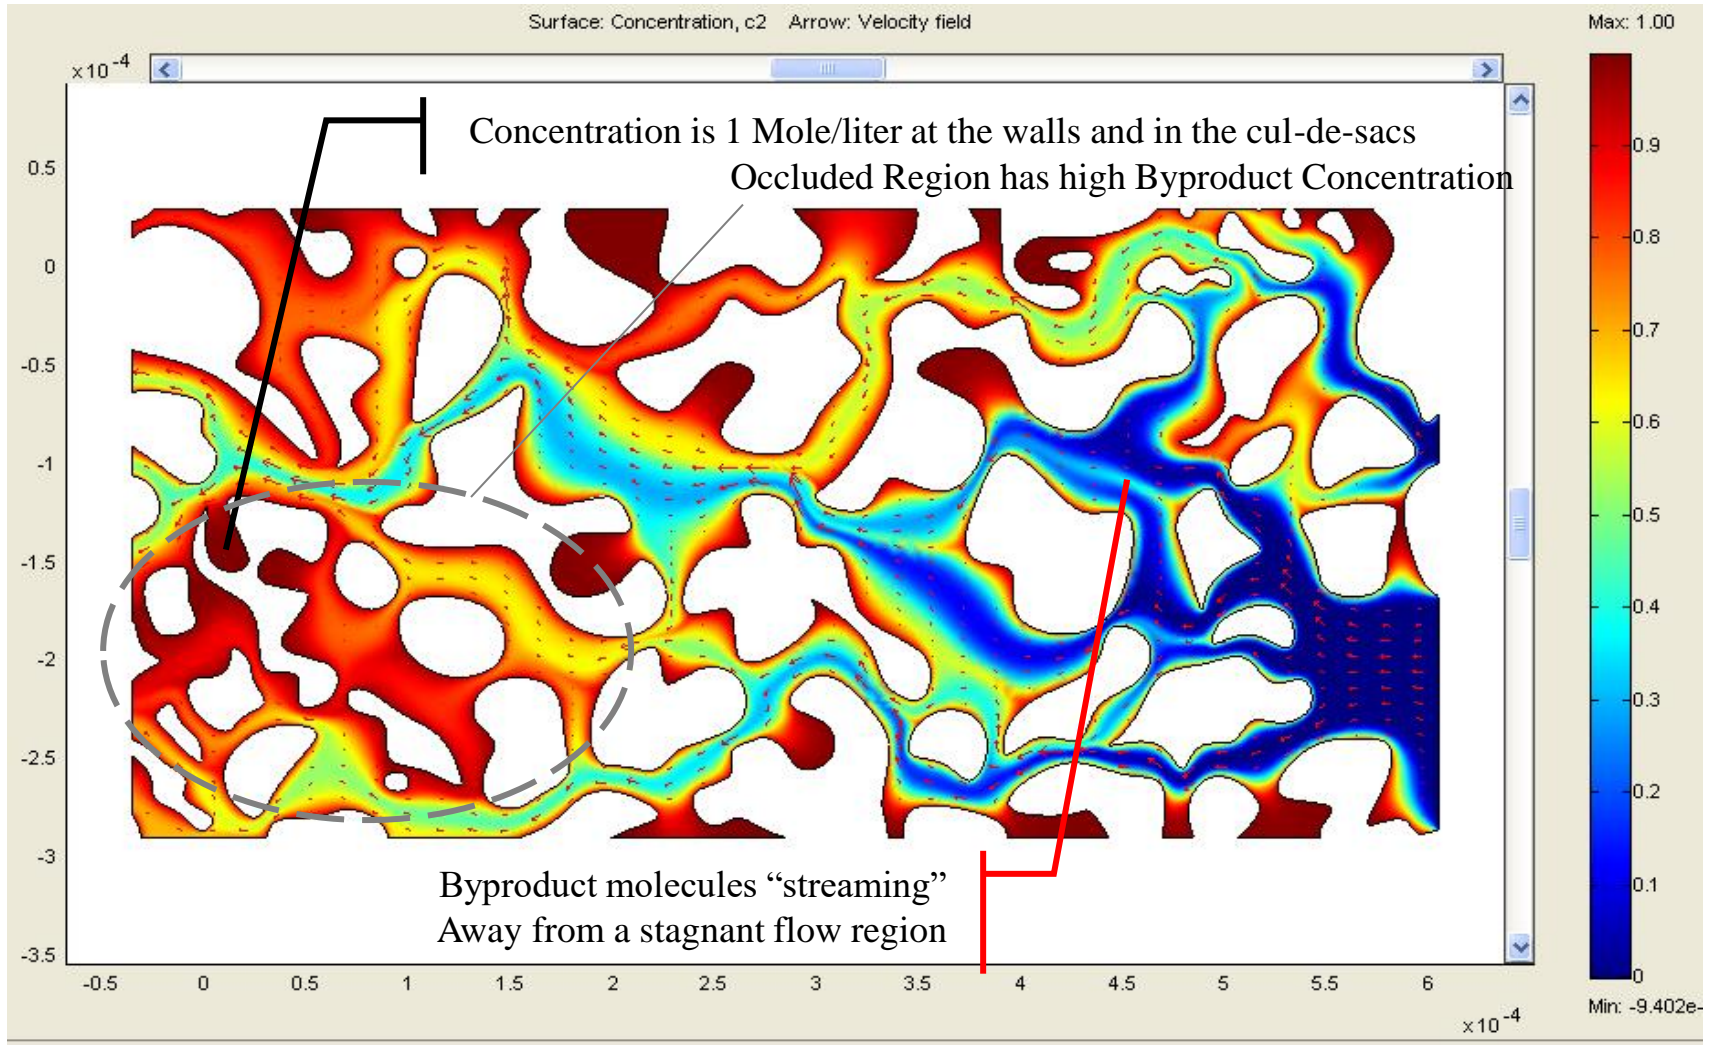 Surface: Concentration, c2   Arrow: Velocity field
Max: 1.00
x10^-4
Concentration is 1 Mole/liter at the walls and in the cul-de-sacs
Occluded Region has high Byproduct Concentration
0.5
0
-0.5
-1
-1.5
-2
-2.5
-3
-3.5
0.9
0.8
0.7
0.6
0.5
0.4
0.3
0.2
0.1
0
Byproduct molecules “streaming”
Away from a stagnant flow region
-0.5 0 0.5 1 1.5 2 2.5 3 3.5 4 4.5 5 5.5 6
Min: -9.402e-
x10^-4